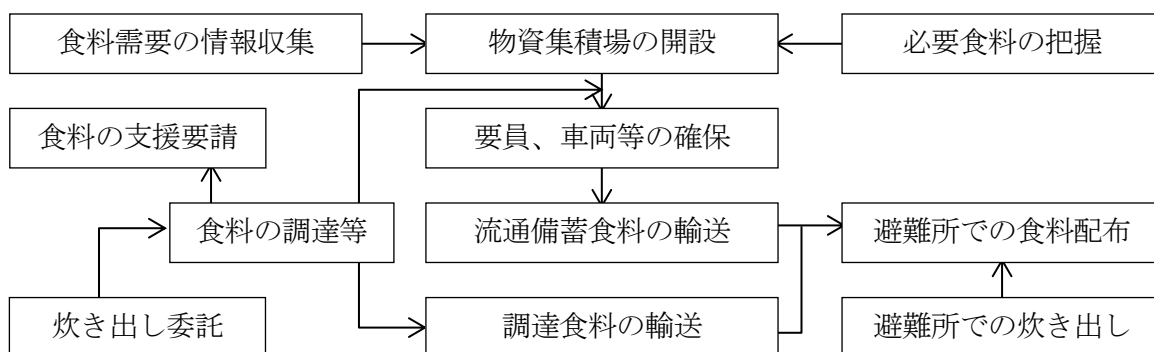 食料需要の情報収集
物資集積場の開設
必要食料の把握
食料の支援要請
要員、車両等の確保
食料の調達等
流通備蓄食料の輸送
避難所での食料配布
炊き出し委託
調達食料の輸送
避難所での炊き出し